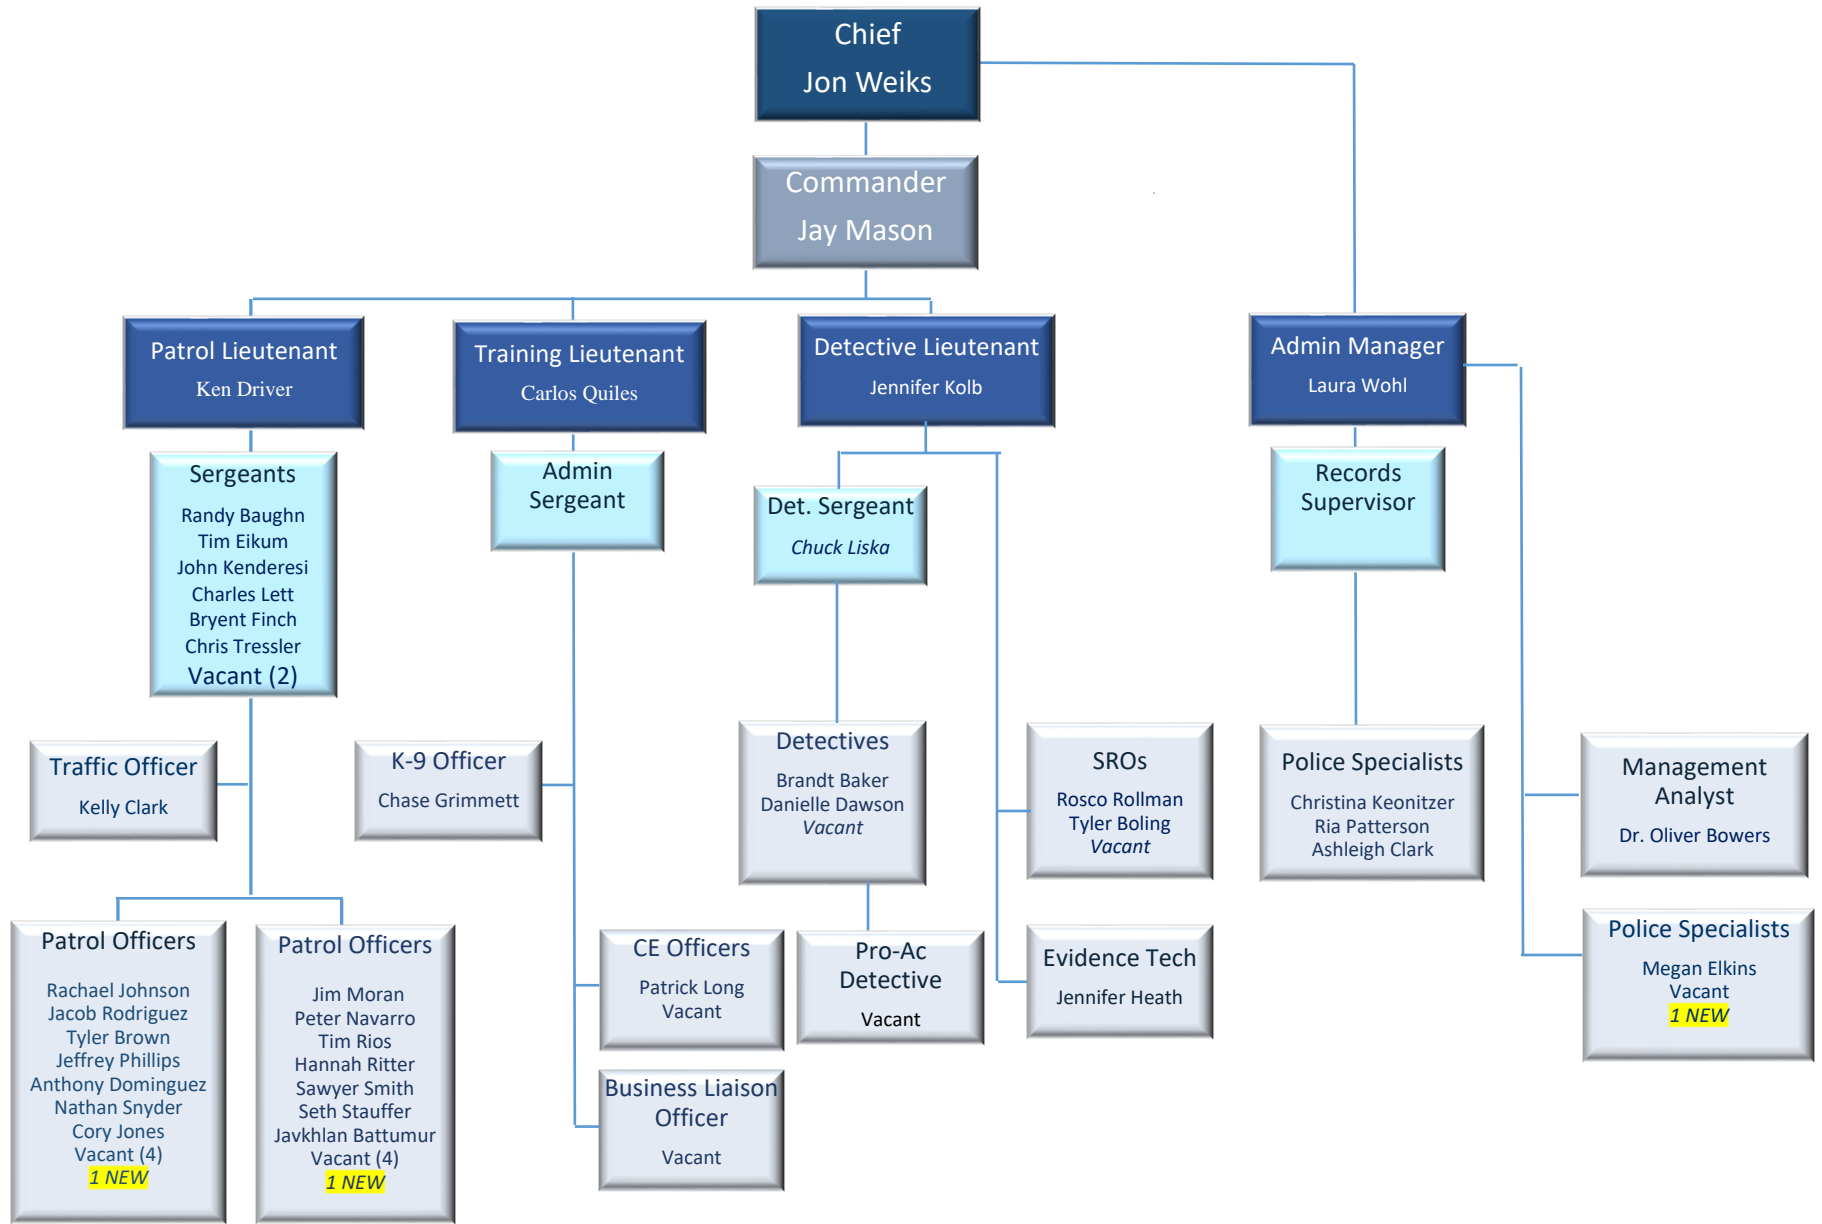 Chief
Jon Weiks
Commander
Jay Mason
Patrol Lieutenant
Ken Driver
Training Lieutenant
Carlos Quiles
Detective Lieutenant
Jennifer Kolb
Admin Manager
Laura Wohl
Sergeants
Randy Baughn
Tim Eikum
John Kenderesi
Charles Lett
Bryent Finch
Chris Tressler
Vacant (2)
Admin
Sergeant
Det. Sergeant
Chuck Liska
Records
Supervisor
Traffic Officer
Kelly Clark
K-9 Officer
Chase Grimmett
Detectives
Brandt Baker
Danielle Dawson
Vacant
SROs
Rosco Rollman
Tyler Boling
Vacant
Police Specialists
Christina Keonitzer
Ria Patterson
Ashleigh Clark
Management
Analyst
Dr. Oliver Bowers
Patrol Officers
Rachael Johnson
Jacob Rodriguez
Tyler Brown
Jeffrey Phillips
Anthony Dominguez
Nathan Snyder
Cory Jones
Vacant (4)
1 NEW
Patrol Officers
Jim Moran
Peter Navarro
Tim Rios
Hannah Ritter
Sawyer Smith
Seth Stauffer
Javkhlan Battumur
Vacant (4)
1 NEW
CE Officers
Patrick Long
Vacant
Pro-Ac
Detective
Vacant
Evidence Tech
Jennifer Heath
Police Specialists
Megan Elkins
Vacant
1 NEW
Business Liaison
Officer
Vacant